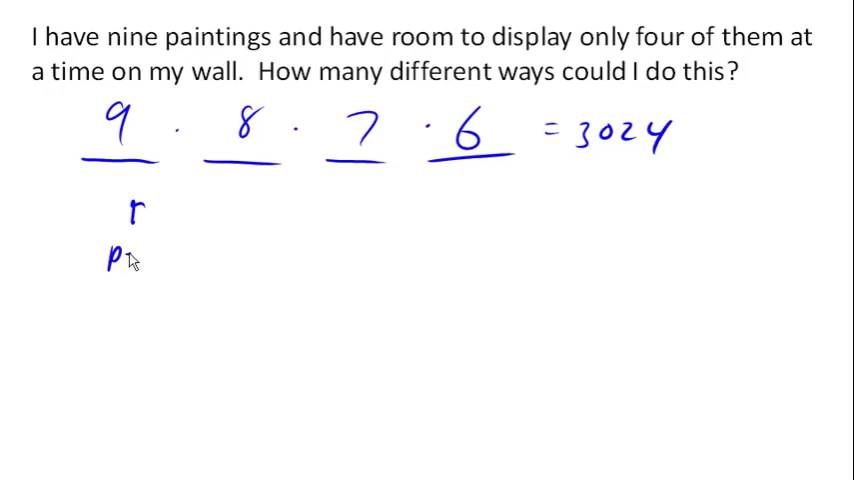 I have nine paintings and have room to display only four of them at
a time on my wall. How many different ways could I do this?
9 · 8 · 7 · 6 = 3024
r
p